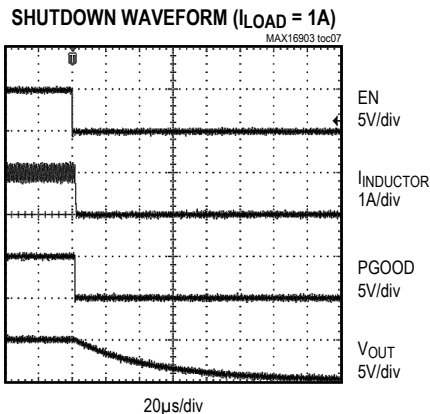 SHUTDOWN WAVEFORM (ILOAD = 1A)
MAX16903 toc07
EN
5V/div
IINDUCTOR
1A/div
PGOOD
5V/div
VOUT
5V/div
20µs/div